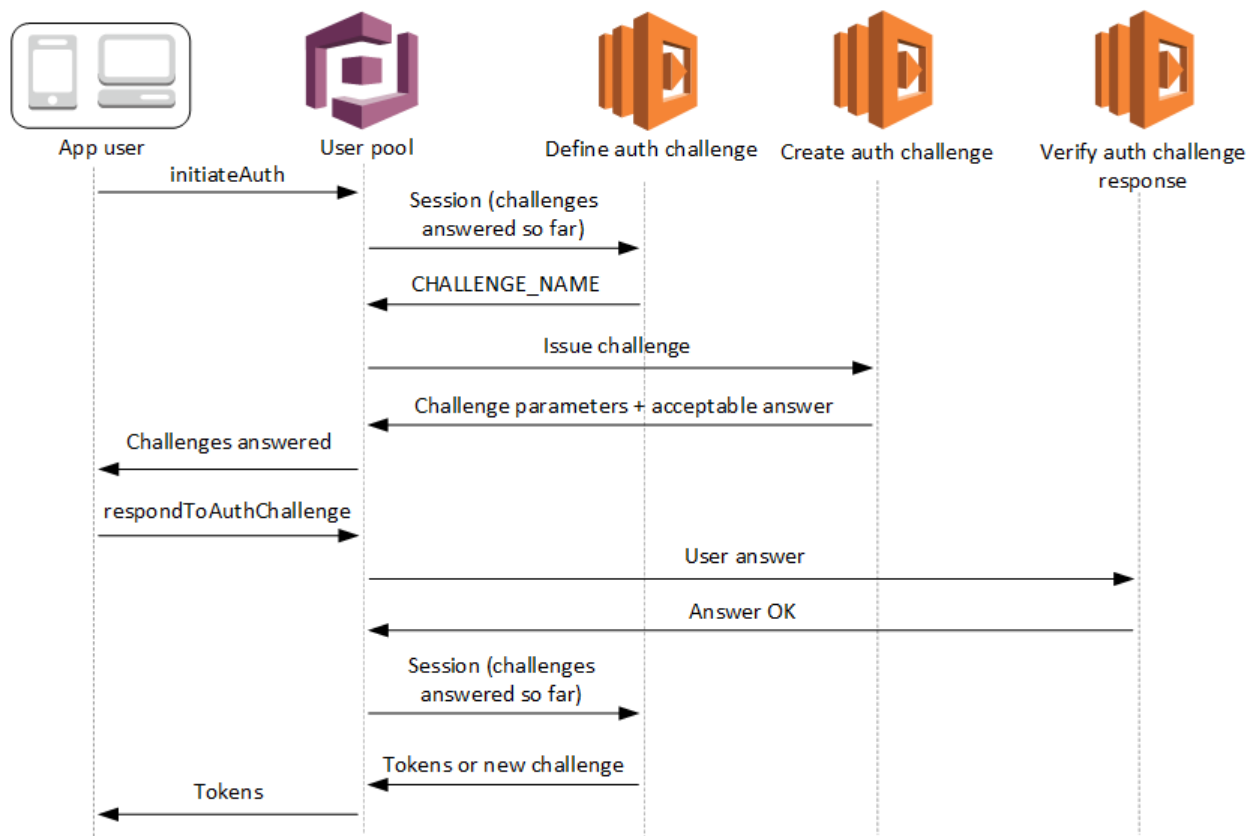 App user
User pool
Define auth challenge
Create auth challenge
Verify auth challenge
response
initiateAuth
Session (challenges
answered so far)
CHALLENGE_NAME
Issue challenge
Challenge parameters + acceptable answer
Challenges answered
respondToAuthChallenge
User answer
Answer OK
Session (challenges
answered so far)
Tokens or new challenge
Tokens